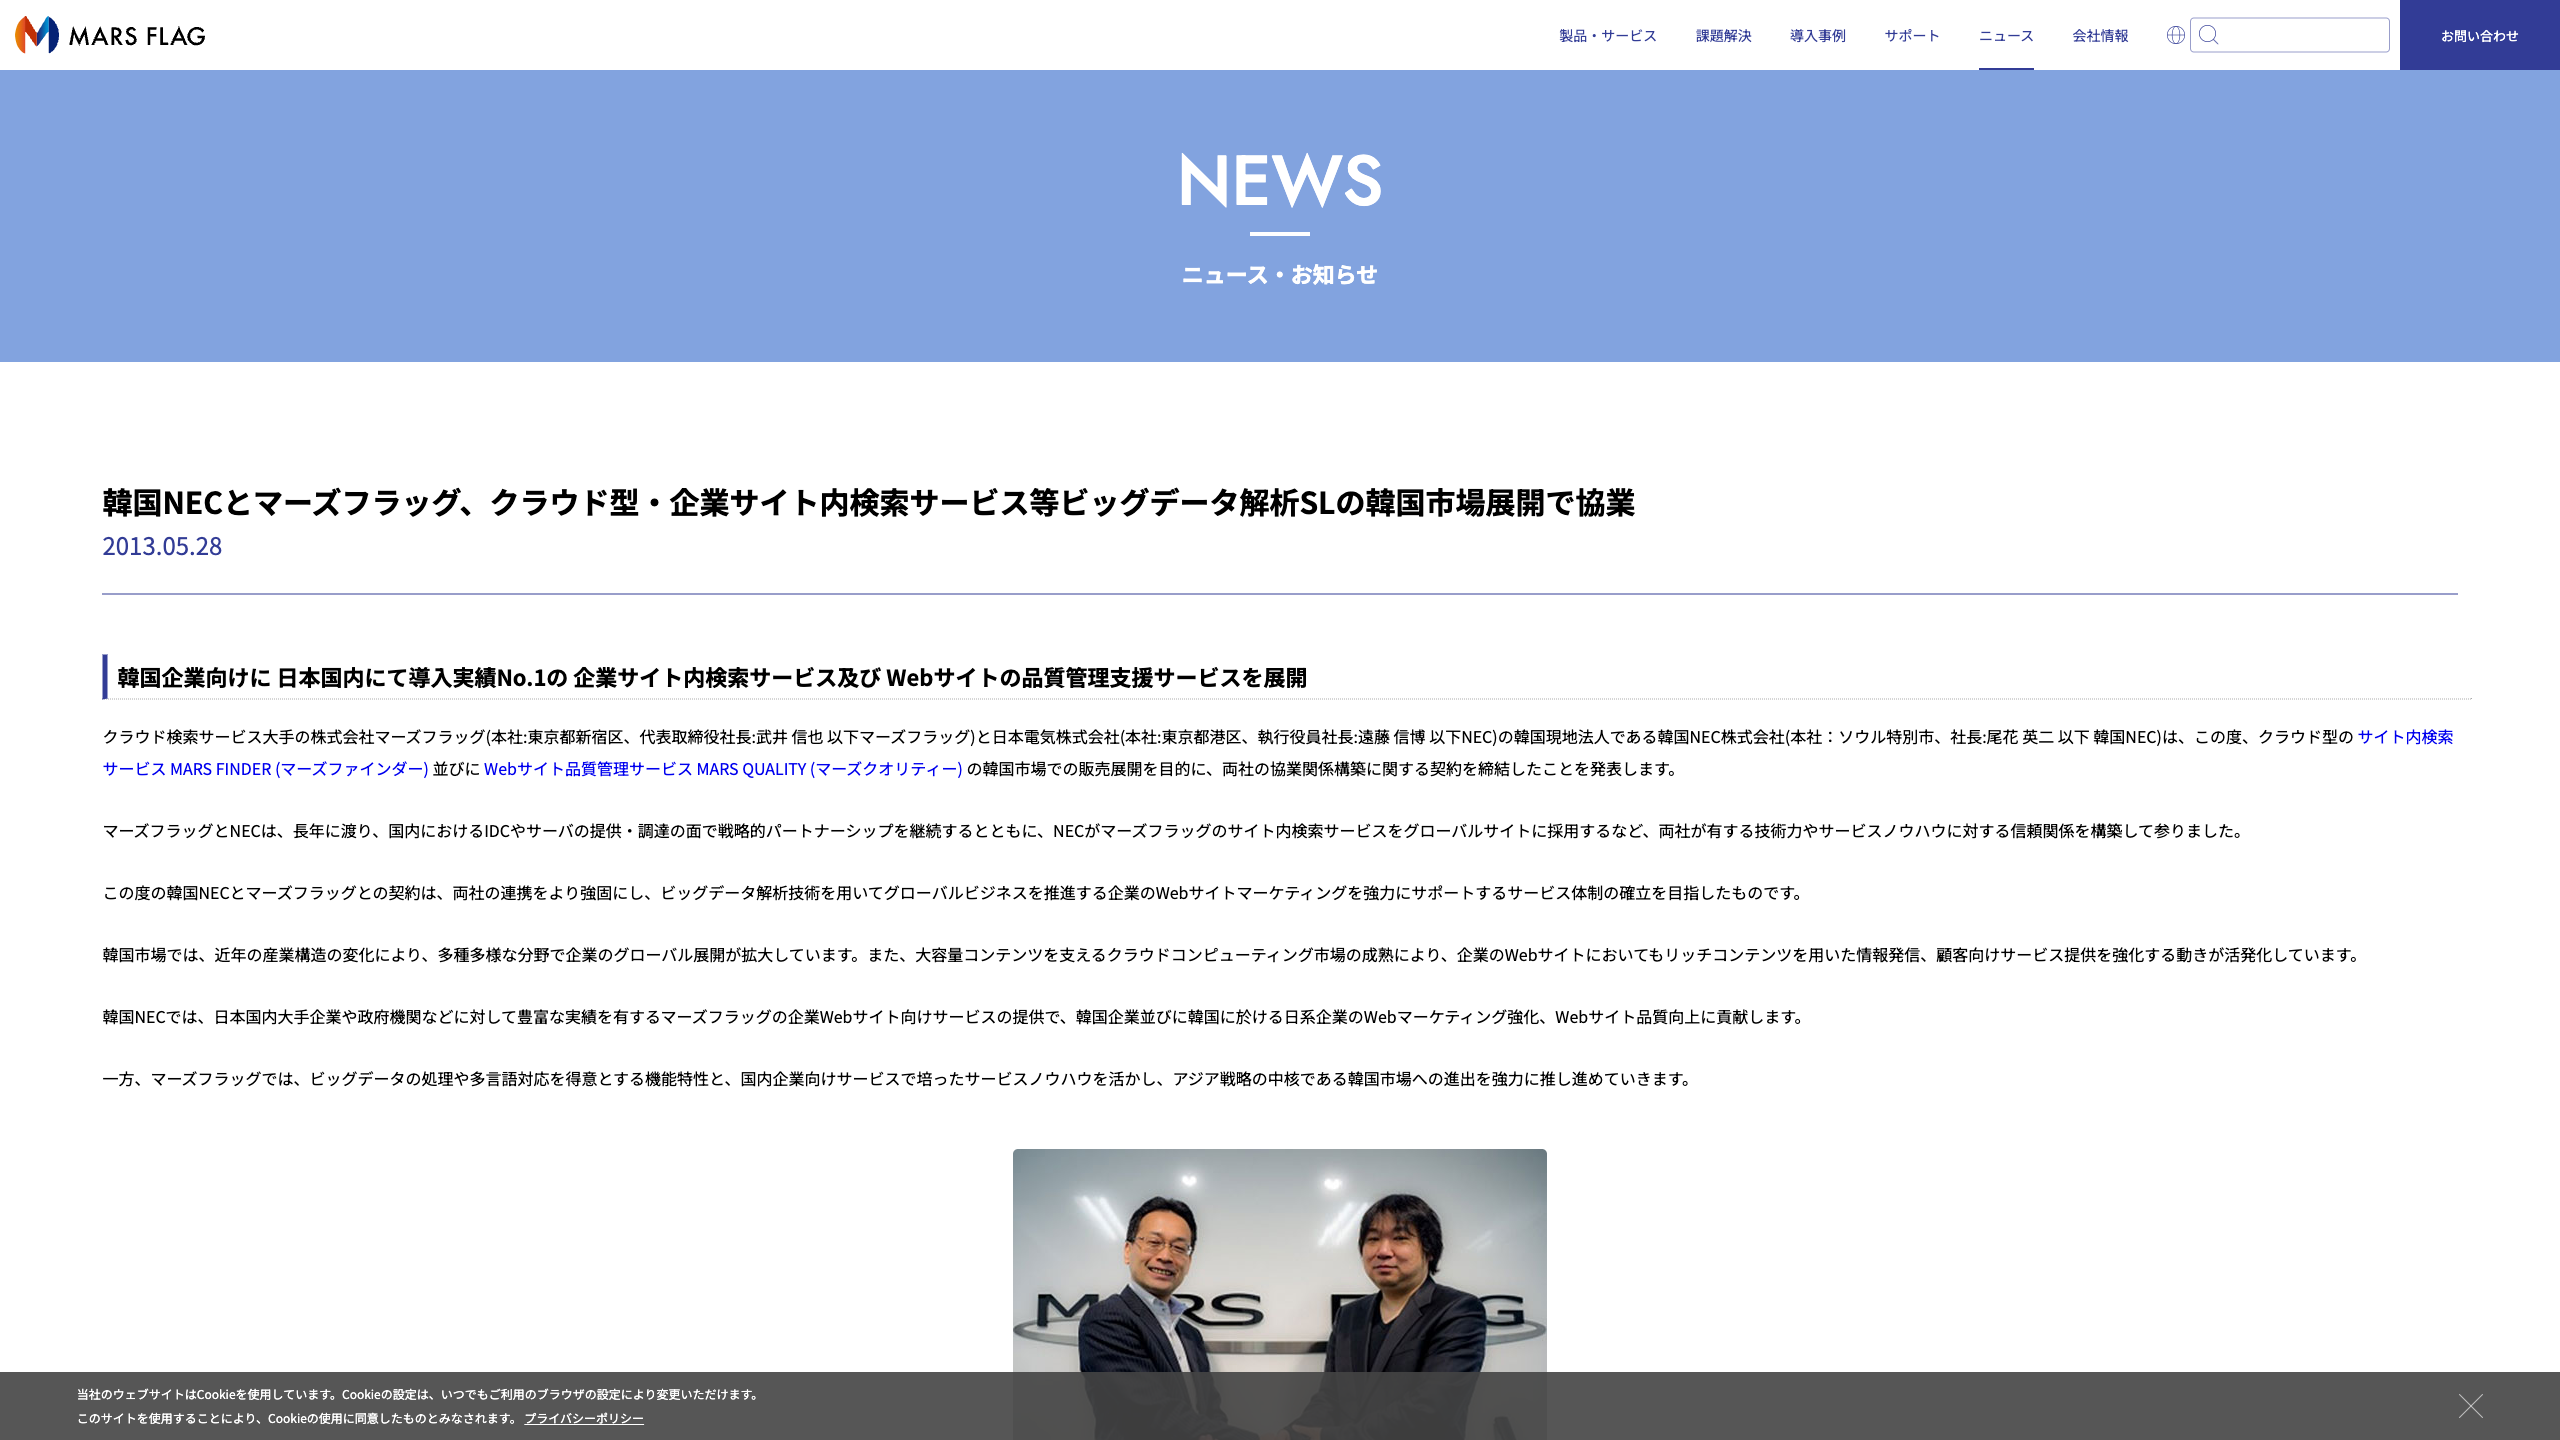 MARS FLAG
製品・サービス 課題解決 導入事例 サポート ニュース 会社情報 お問い合わせ
NEWS
ニュース・お知らせ
韓国NECとマーズフラッグ、クラウド型・企業サイト内検索サービス等ビッグデータ解析SLの韓国市場展開で協業
2013.05.28
韓国企業向けに 日本国内にて導入実績No.1の 企業サイト内検索サービス及び Webサイトの品質管理支援サービスを展開
クラウド検索サービス大手の株式会社マーズフラッグ(本社:東京都新宿区、代表取締役社長:武井 信也 以下マーズフラッグ)と日本電気株式会社(本社:東京都港区、執行役員社長:遠藤 信博 以下NEC)の韓国現地法人である韓国NEC株式会社(本社：ソウル特別市、社長:尾花 英二 以下 韓国NEC)は、この度、クラウド型の サイト内検索
サービス MARS FINDER (マーズファインダー) 並びに Webサイト品質管理サービス MARS QUALITY (マーズクオリティー) の韓国市場での販売展開を目的に、両社の協業関係構築に関する契約を締結したことを発表します。
マーズフラッグとNECは、長年に渡り、国内におけるIDCやサーバの提供・調達の面で戦略的パートナーシップを継続するとともに、NECがマーズフラッグのサイト内検索サービスをグローバルサイトに採用するなど、両社が有する技術力やサービスノウハウに対する信頼関係を構築して参りました。
この度の韓国NECとマーズフラッグとの契約は、両社の連携をより強固にし、ビッグデータ解析技術を用いてグローバルビジネスを推進する企業のWebサイトマーケティングを強力にサポートするサービス体制の確立を目指したものです。
韓国市場では、近年の産業構造の変化により、多種多様な分野で企業のグローバル展開が拡大しています。また、大容量コンテンツを支えるクラウドコンピューティング市場の成熟により、企業のWebサイトにおいてもリッチコンテンツを用いた情報発信、顧客向けサービス提供を強化する動きが活発化しています。
韓国NECでは、日本国内大手企業や政府機関などに対して豊富な実績を有するマーズフラッグの企業Webサイト向けサービスの提供で、韓国企業並びに韓国に於ける日系企業のWebマーケティング強化、Webサイト品質向上に貢献します。
一方、マーズフラッグでは、ビッグデータの処理や多言語対応を得意とする機能特性と、国内企業向けサービスで培ったサービスノウハウを活かし、アジア戦略の中核である韓国市場への進出を強力に推し進めていきます。
当社のウェブサイトはCookieを使用しています。Cookieの設定は、いつでもご利用のブラウザの設定により変更いただけます。
このサイトを使用することにより、Cookieの使用に同意したものとみなされます。 プライバシーポリシー